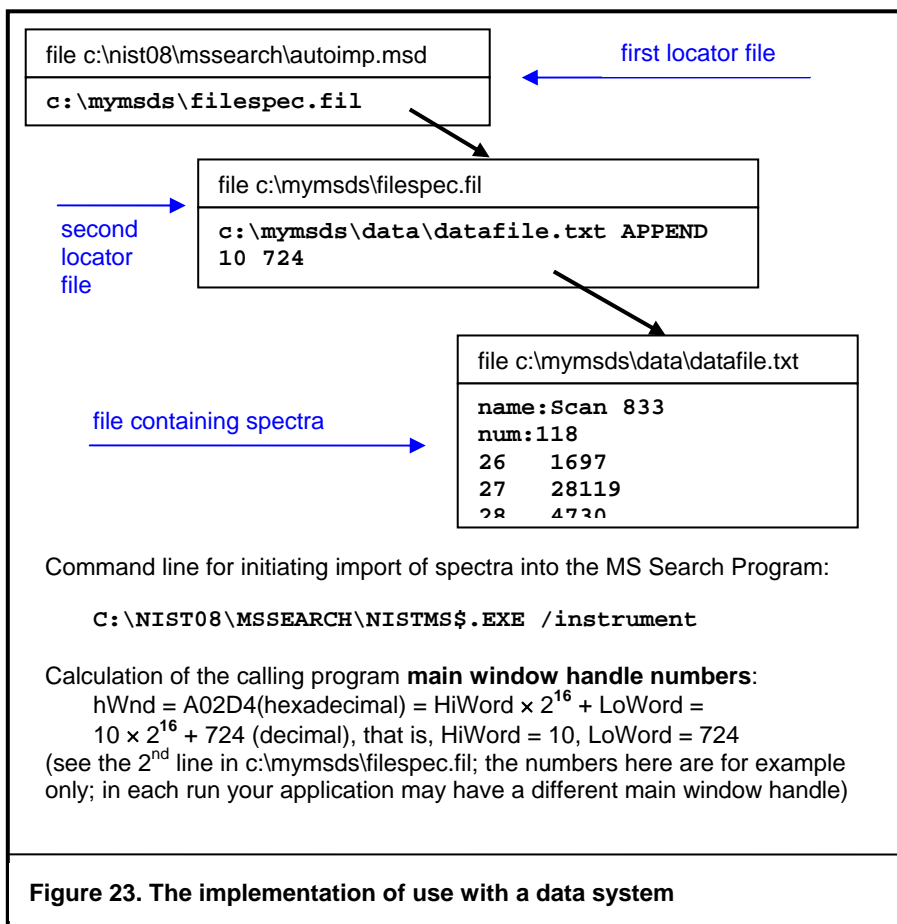 file c:\nist08\mssearch\autoimp.msd
first locator file
c:\mymsds\filespec.fil
file c:\mymsds\filespec.fil
second
locator
file
c:\mymsds\data\datafile.txt APPEND
10 724
file c:\mymsds\data\datafile.txt
file containing spectra
name:Scan 833
num:118
26 1697
27 28119
28 4730
Command line for initiating import of spectra into the MS Search Program:
C:\NIST08\MSSEARCH\NISTMS$.EXE /instrument
Calculation of the calling program main window handle numbers:
hWnd = A02D4(hexadecimal) = HiWord × 2^16 + LoWord =
10 × 2^16 + 724 (decimal), that is, HiWord = 10, LoWord = 724
(see the 2nd line in c:\mymsds\filespec.fil; the numbers here are for example
only; in each run your application may have a different main window handle)
Figure 23. The implementation of use with a data system